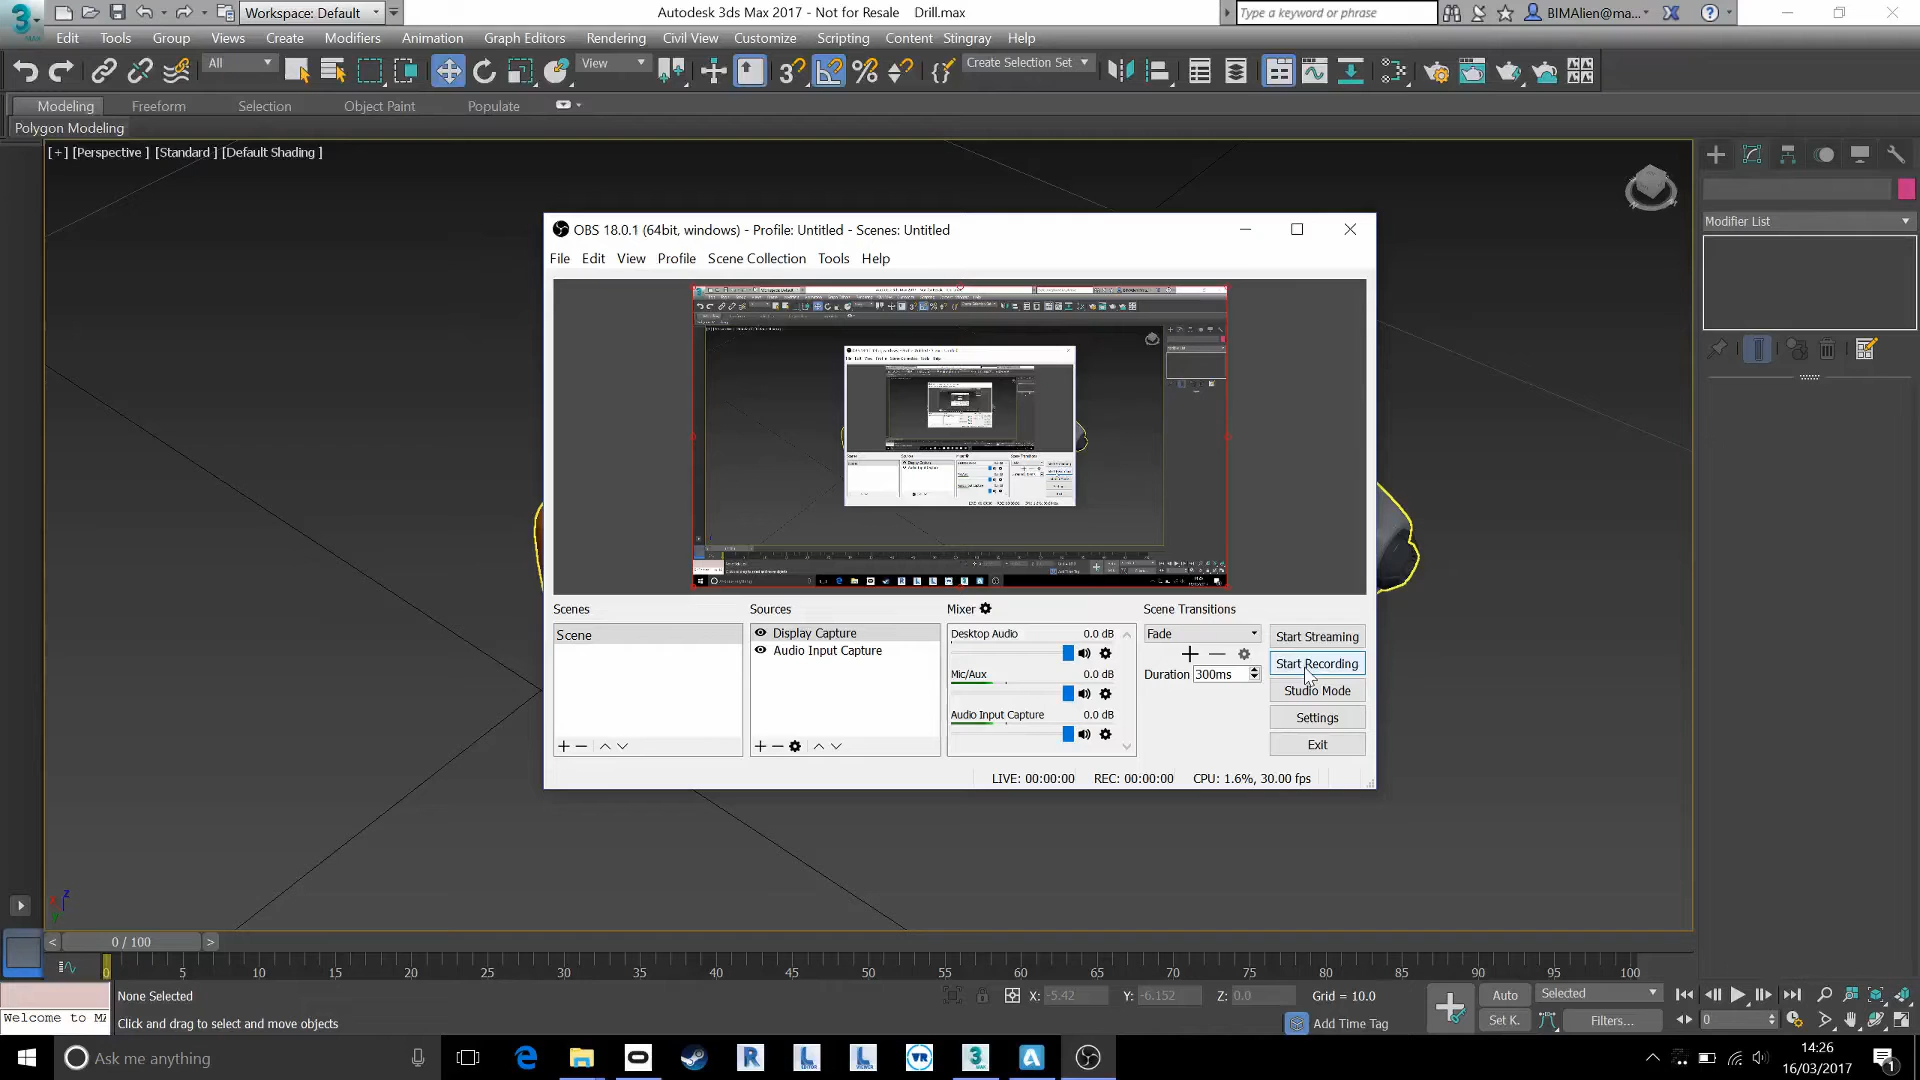 Workspace: Default
Autodesk 3ds Max 2017 - Not for Resale Drill.max
Type a keyword or phrase
BIMAlien@ma...
Edit Tools Group Views Create Modifiers Animation Graph Editors Rendering Civil View Customize Scripting Content Stingray Help
All
View
Create Selection Set
Modeling Freeform Selection Object Paint Populate
Polygon Modeling
[+] [Perspective ] [Standard ] [Default Shading ]
Modifier List
OBS 18.0.1 (64bit, windows) - Profile: Untitled - Scenes: Untitled
File Edit View Profile Scene Collection Tools Help
Scenes Sources Mixer Scene Transitions
Scene
Display Capture
Audio Input Capture
Desktop Audio 0.0 dB
Mic/Aux 0.0 dB
Audio Input Capture 0.0 dB
Fade
Duration 300ms
Start Streaming
Start Recording
Studio Mode
Settings
Exit
LIVE: 00:00:00 REC: 00:00:00 CPU: 1.6%, 30.00 fps
z
< 0 / 100 >
0 5 10 15 20 25 30 35 40 45 50 55 60 65 70 75 80 85 90 95 100
None Selected
X: -5.42 Y: -6.152 Z: 0.0 Grid = 10.0
Auto Selected
Welcome to MA
Click and drag to select and move objects
Add Time Tag
Set K. Filters... 0
Ask me anything
14:26
16/03/2017